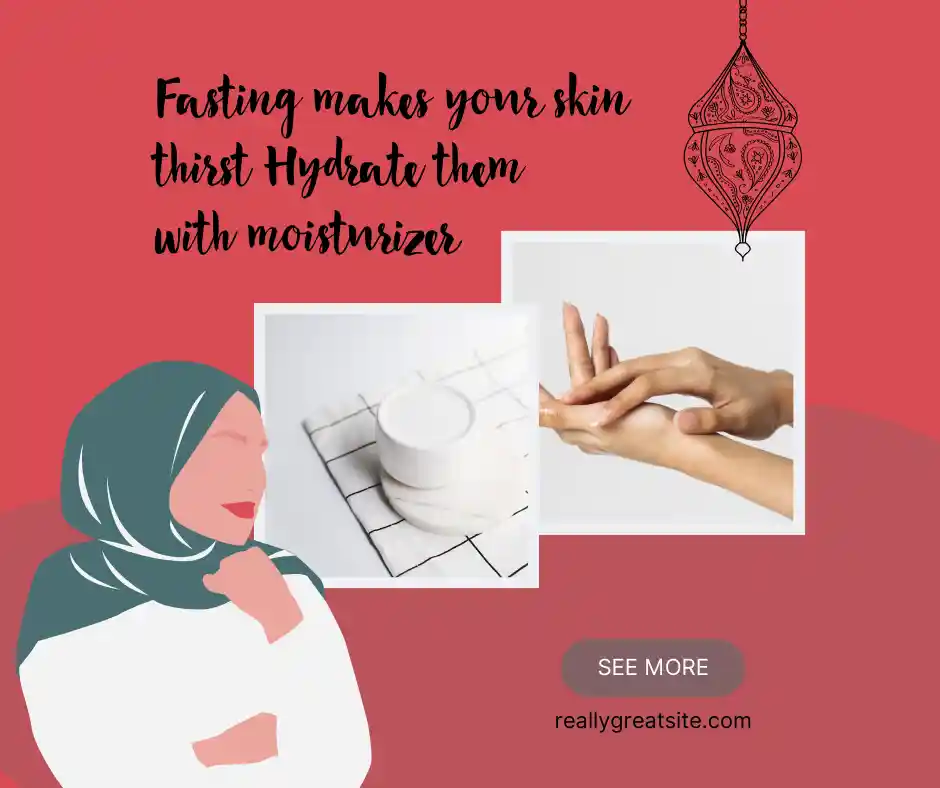 Fasting makes your skin
thirst Hydrate them
with moisturizer
SEE MORE
reallygreatsite.com